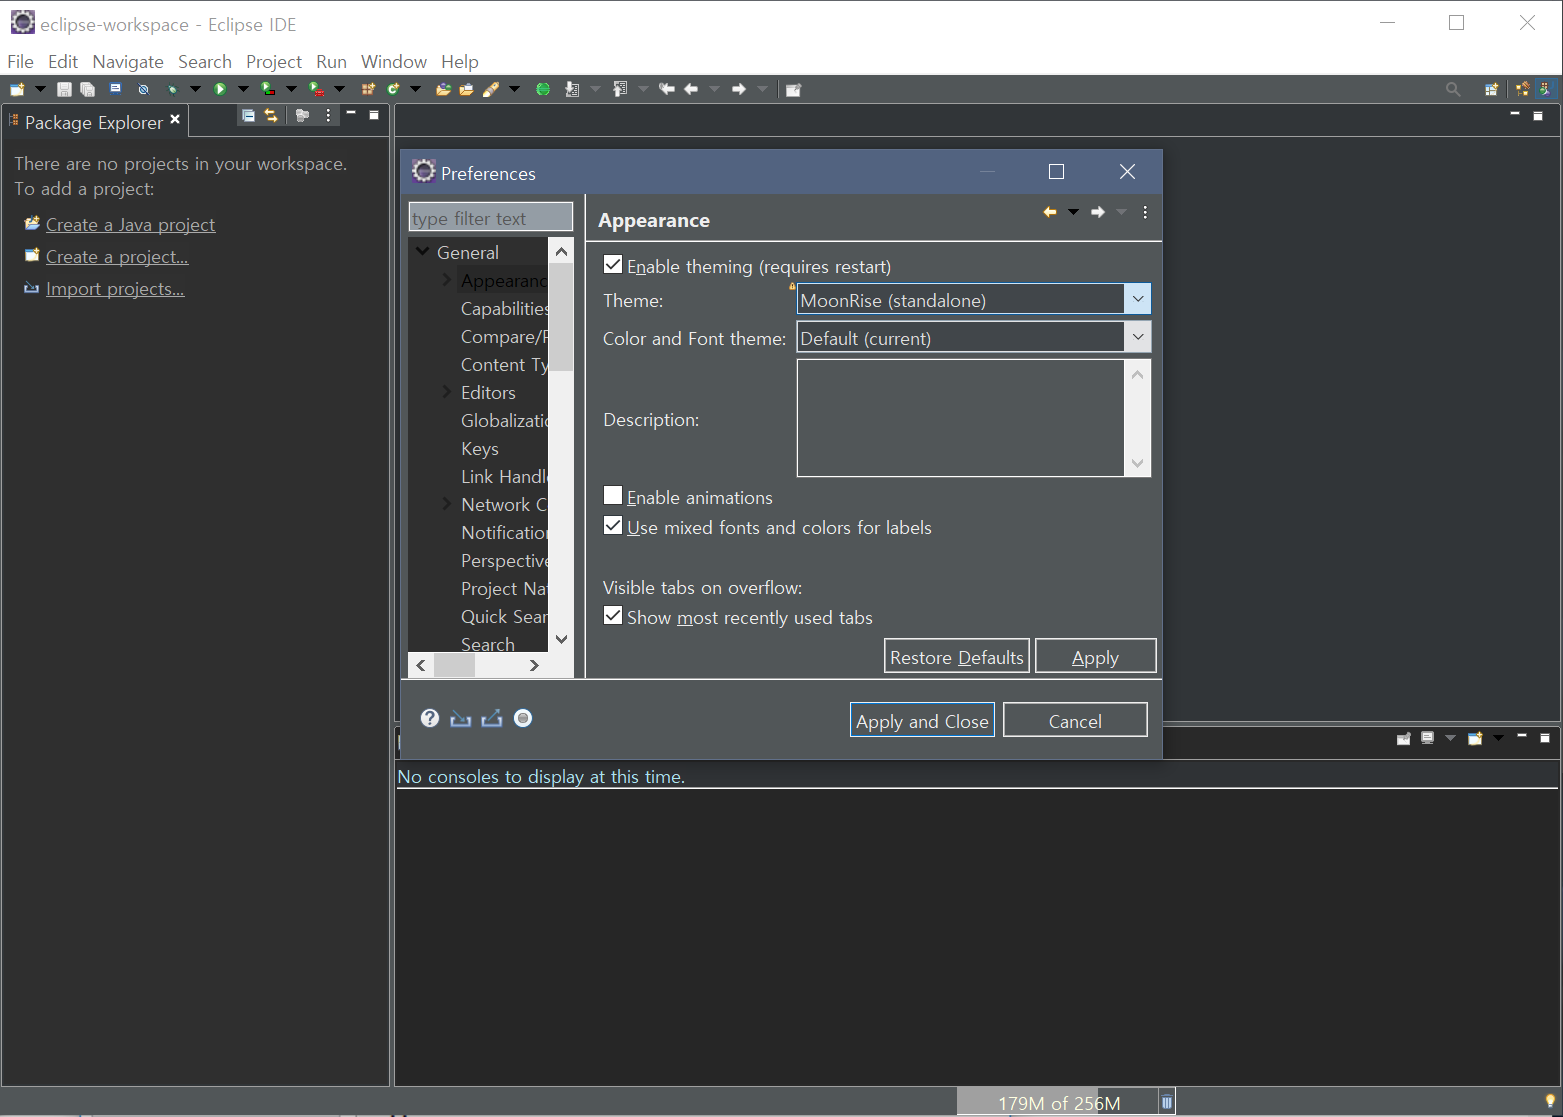 eclipse-workspace - Eclipse IDE
File Edit Navigate Search Project Run Window Help
Package Explorer
There are no projects in your workspace.
To add a project:
Create a Java project
Create a project...
Import projects...
Preferences
type filter text
General
Appearanc
Capabilities
Compare/P
Content Ty
Editors
Globalizatio
Keys
Link Handle
Network C
Notification
Perspective
Project Nat
Quick Sear
Search
Appearance
Enable theming (requires restart)
Theme: MoonRise (standalone)
Color and Font theme: Default (current)
Description:
Enable animations
Use mixed fonts and colors for labels
Visible tabs on overflow:
Show most recently used tabs
Restore Defaults Apply
Apply and Close Cancel
No consoles to display at this time.
179M of 256M